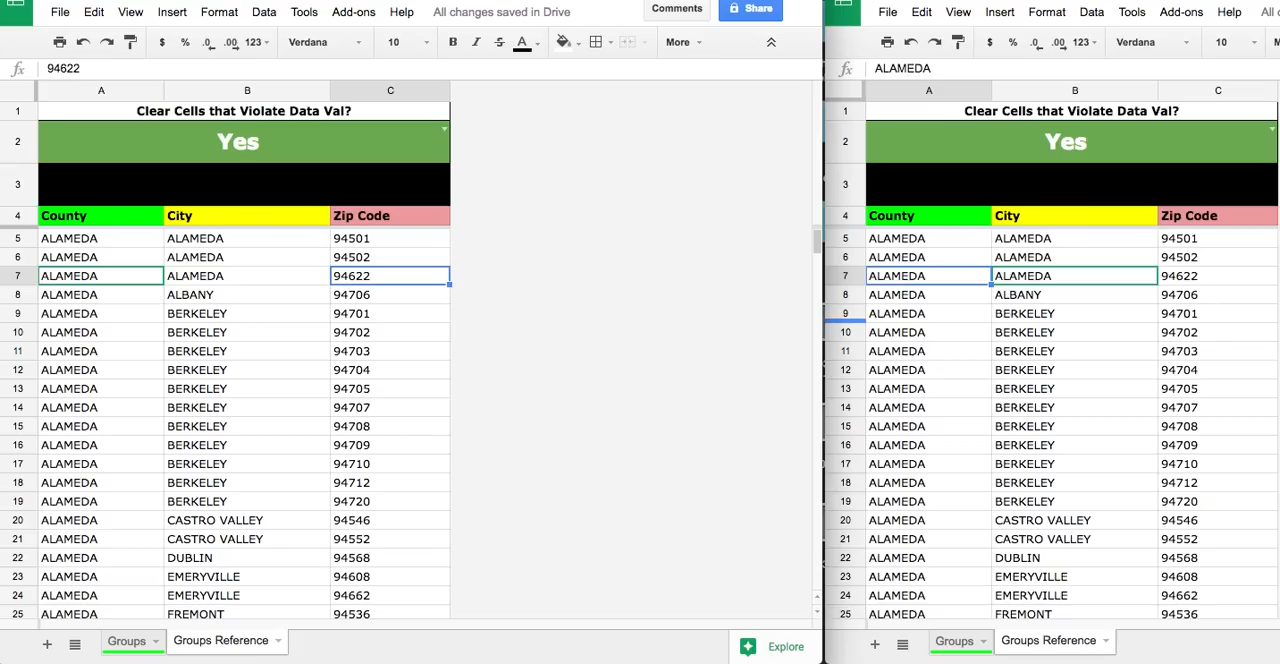 File Edit View Insert Format Data Tools Add-ons Help All changes saved in Drive Comments Share
$ % .0 .00 123 Verdana 10 B I S A More
fx 94622
A B C
1 Clear Cells that Violate Data Val?
2 Yes
3
4 County City Zip Code
5 ALAMEDA ALAMEDA 94501
6 ALAMEDA ALAMEDA 94502
7 ALAMEDA ALAMEDA 94622
8 ALAMEDA ALBANY 94706
9 ALAMEDA BERKELEY 94701
10 ALAMEDA BERKELEY 94702
11 ALAMEDA BERKELEY 94703
12 ALAMEDA BERKELEY 94704
13 ALAMEDA BERKELEY 94705
14 ALAMEDA BERKELEY 94707
15 ALAMEDA BERKELEY 94708
16 ALAMEDA BERKELEY 94709
17 ALAMEDA BERKELEY 94710
18 ALAMEDA BERKELEY 94712
19 ALAMEDA BERKELEY 94720
20 ALAMEDA CASTRO VALLEY 94546
21 ALAMEDA CASTRO VALLEY 94552
22 ALAMEDA DUBLIN 94568
23 ALAMEDA EMERYVILLE 94608
24 ALAMEDA EMERYVILLE 94662
25 ALAMEDA FREMONT 94536
Groups Groups Reference Explore
File Edit View Insert Format Data Tools Add-ons Help All
$ % .0 .00 123 Verdana 10
fx ALAMEDA
A B C
1 Clear Cells that Violate Data Val?
2 Yes
3
4 County City Zip Code
5 ALAMEDA ALAMEDA 94501
6 ALAMEDA ALAMEDA 94502
7 ALAMEDA ALAMEDA 94622
8 ALAMEDA ALBANY 94706
9 ALAMEDA BERKELEY 94701
10 ALAMEDA BERKELEY 94702
11 ALAMEDA BERKELEY 94703
12 ALAMEDA BERKELEY 94704
13 ALAMEDA BERKELEY 94705
14 ALAMEDA BERKELEY 94707
15 ALAMEDA BERKELEY 94708
16 ALAMEDA BERKELEY 94709
17 ALAMEDA BERKELEY 94710
18 ALAMEDA BERKELEY 94712
19 ALAMEDA BERKELEY 94720
20 ALAMEDA CASTRO VALLEY 94546
21 ALAMEDA CASTRO VALLEY 94552
22 ALAMEDA DUBLIN 94568
23 ALAMEDA EMERYVILLE 94608
24 ALAMEDA EMERYVILLE 94662
25 ALAMEDA FREMONT 94536
Groups Groups Reference